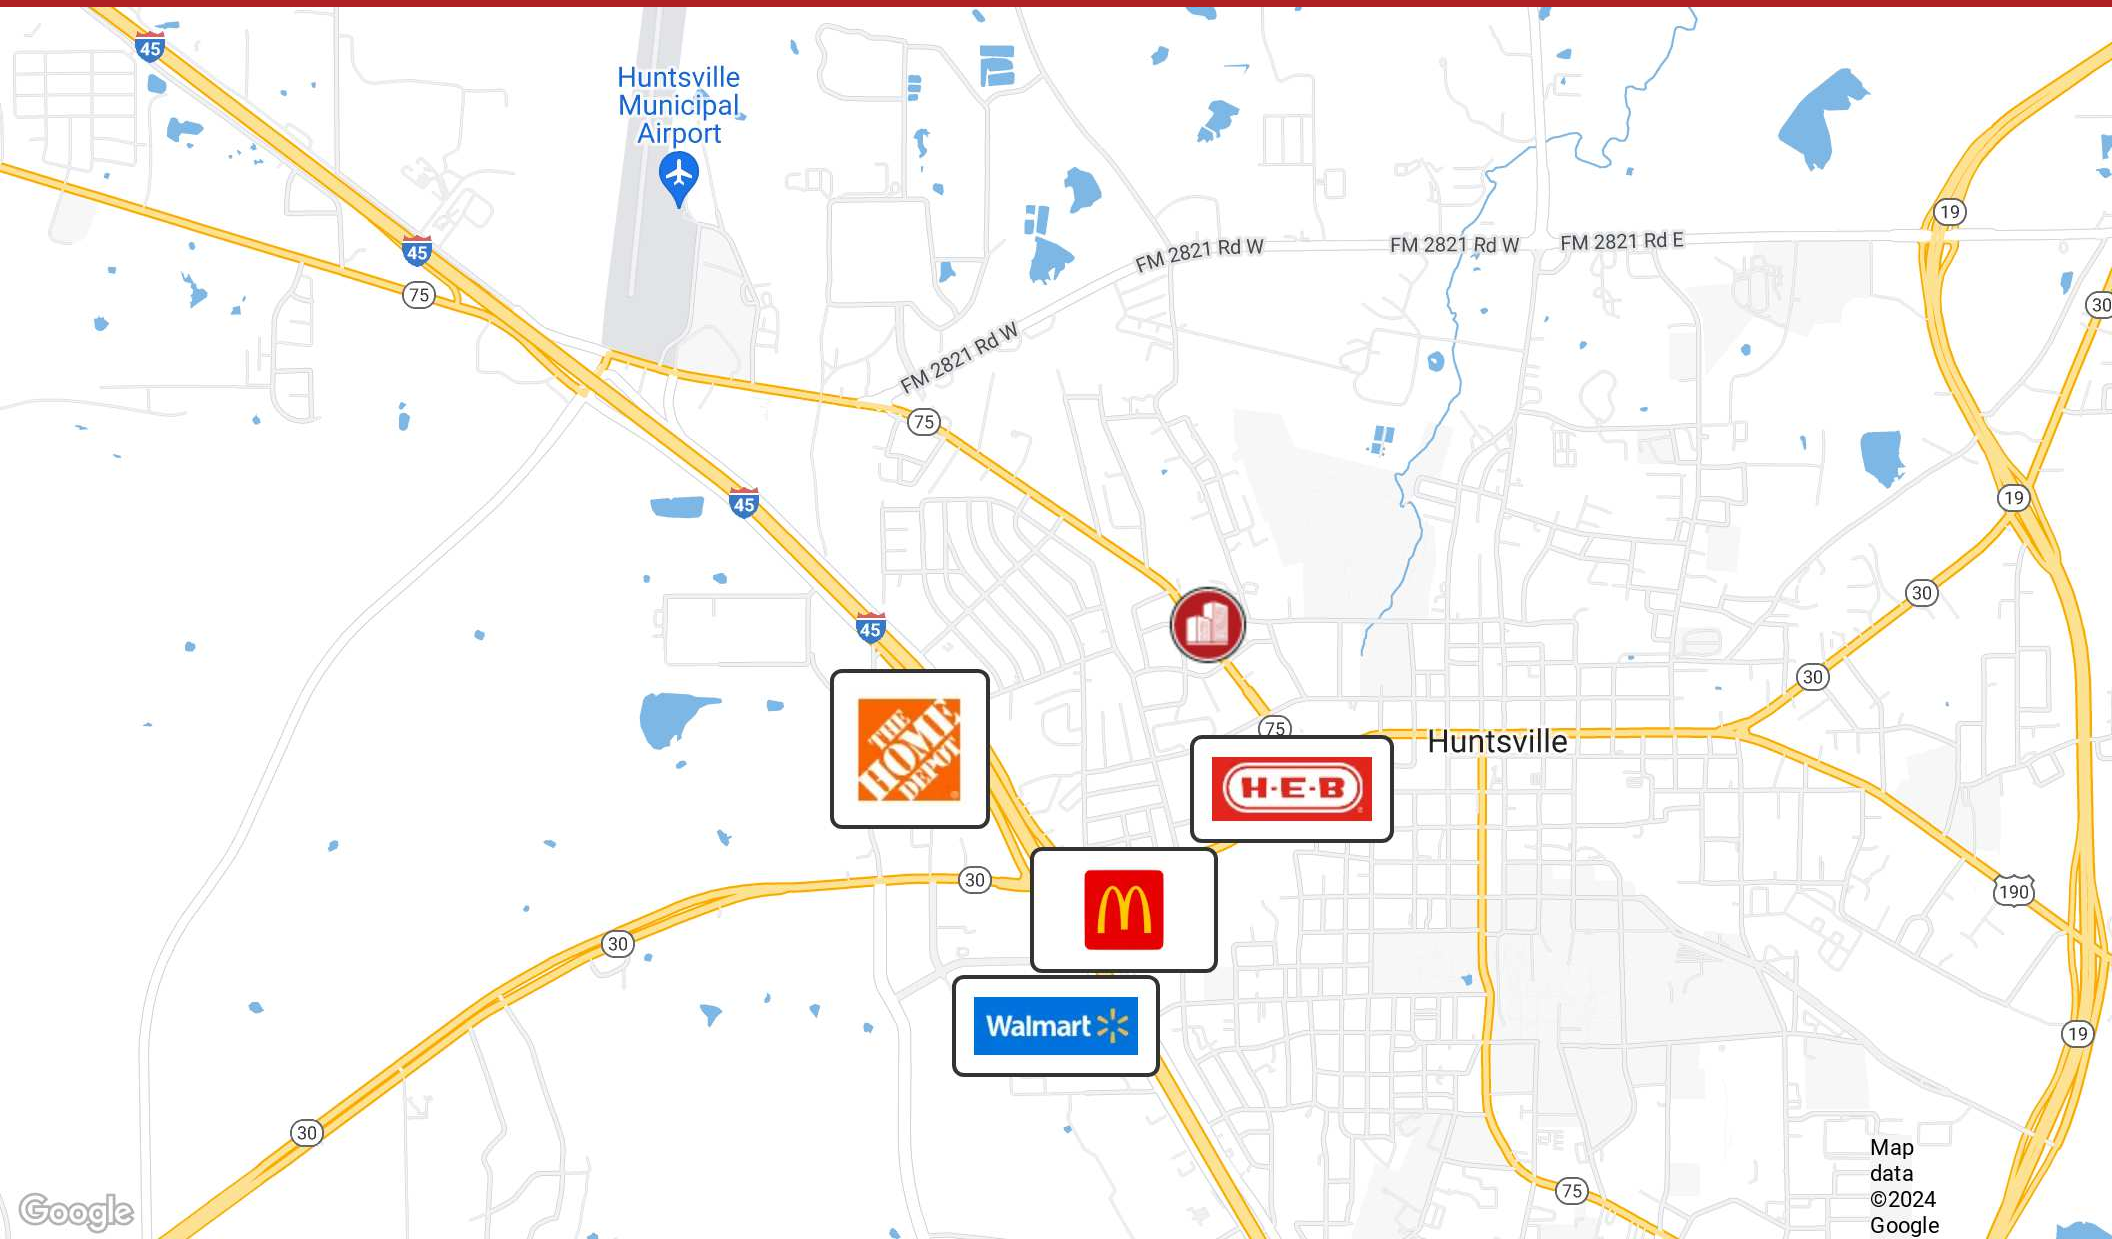 45
Huntsville
Municipal
Airport
19
FM 2821 Rd W
FM 2821 Rd W
FM 2821 Rd E
45
75
30
FM 2821 Rd W
75
45
19
30
45
30
THE
HOME
DEPOT
75
Huntsville
H-E-B
30
190
30
Walmart
19
30
75
Map
data
©2024
Google
Google